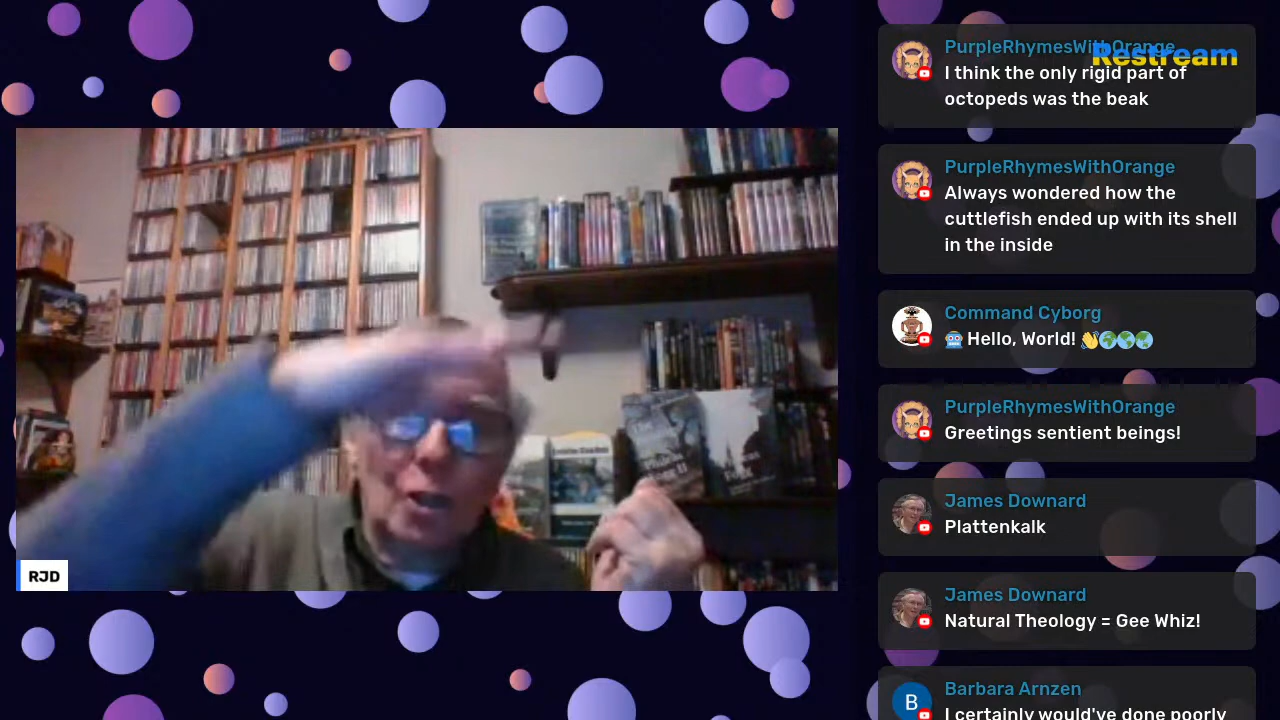 PurpleRhymesWithOrange
Restream
I think the only rigid part of
octopeds was the beak
PurpleRhymesWithOrange
Always wondered how the
cuttlefish ended up with its shell
in the inside
Command Cyborg
🤖Hello, World! 👋🌍🌎🌏
PurpleRhymesWithOrange
Greetings sentient beings!
James Downard
Plattenkalk
James Downard
Natural Theology = Gee Whiz!
Barbara Arnzen
B
I certainly would've done poorly
RJD